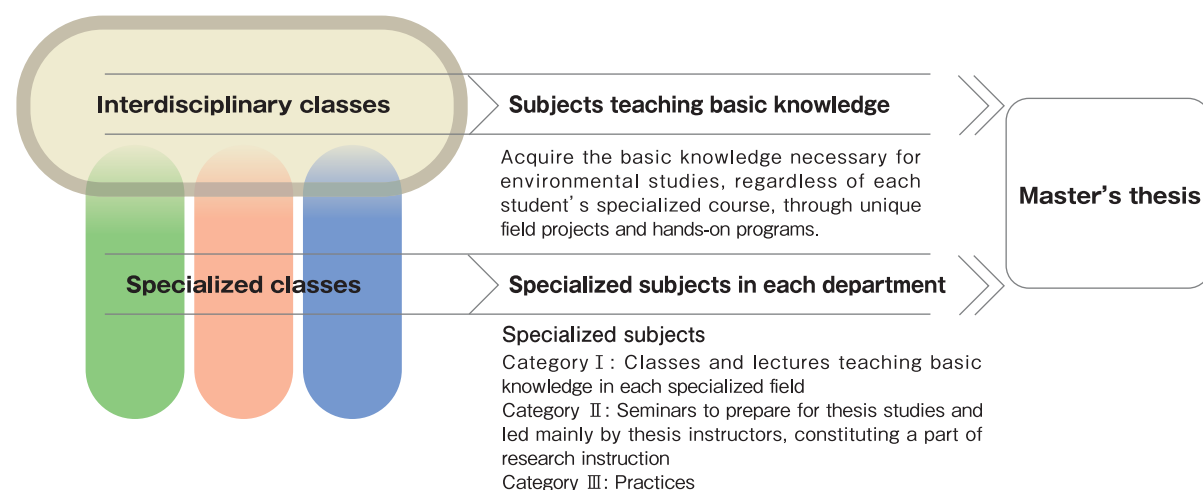 Interdisciplinary classes
Subjects teaching basic knowledge
Acquire the basic knowledge necessary for
environmental studies, regardless of each
student's specialized course, through unique
field projects and hands-on programs.
Master's thesis
Specialized classes
Specialized subjects in each department
Specialized subjects
Category Ⅰ: Classes and lectures teaching basic
knowledge in each specialized field
Category Ⅱ: Seminars to prepare for thesis studies and
led mainly by thesis instructors, constituting a part of
research instruction
Category Ⅲ: Practices